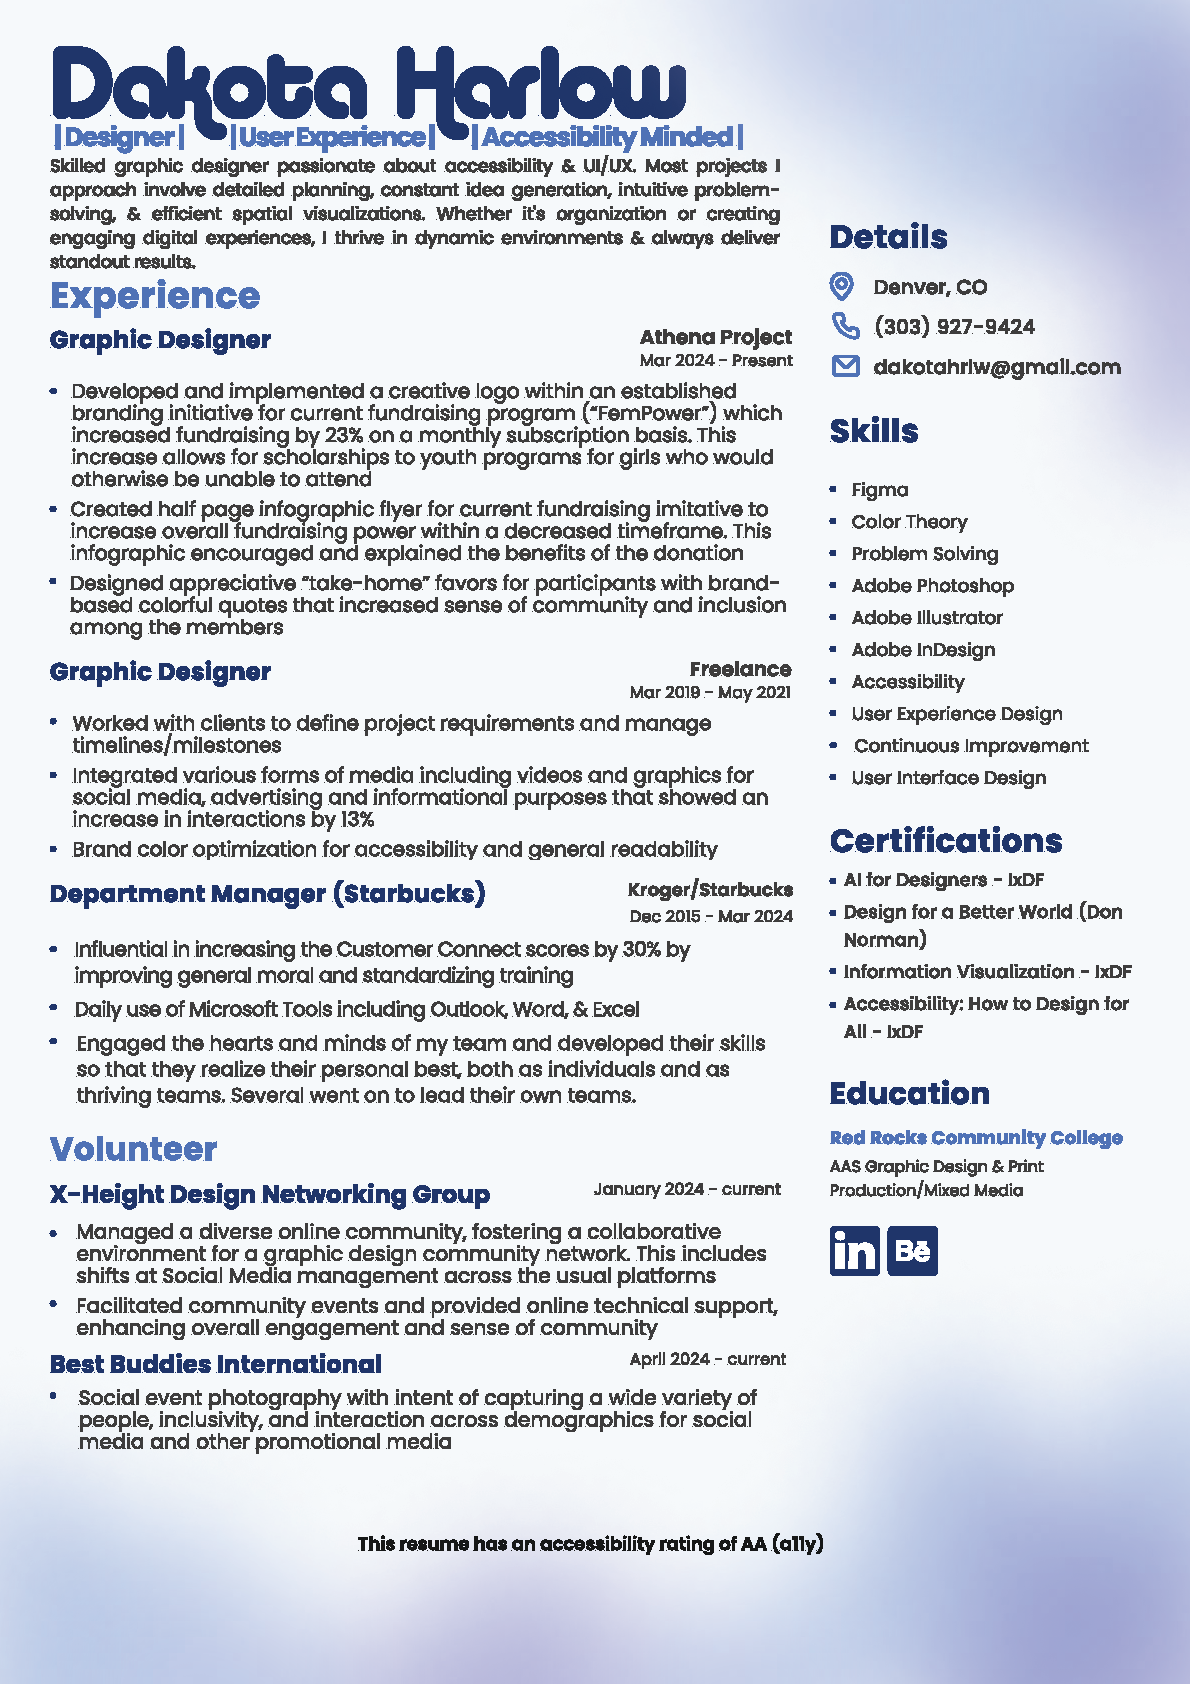 Dakota Harlow
|Designer| |User Experience| |Accessibility Minded|
Skilled graphic designer passionate about accessibility & UI/UX. Most projects I
approach involve detailed planning, constant idea generation, intuitive problem-
solving, & efficient spatial visualizations. Whether it's organization or creating
engaging digital experiences, I thrive in dynamic environments & always deliver
standout results.
Experience
Graphic Designer
Athena Project
Mar 2024 - Present
• Developed and implemented a creative logo within an established
branding initiative for current fundraising program (“FemPower”) which
increased fundraising by 23% on a monthly subscription basis. This
increase allows for scholarships to youth programs for girls who would
otherwise be unable to attend
• Created half page infographic flyer for current fundraising imitative to
increase overall fundraising power within a decreased timeframe. This
infographic encouraged and explained the benefits of the donation
• Designed appreciative “take-home” favors for participants with brand-
based colorful quotes that increased sense of community and inclusion
among the members
Graphic Designer
Freelance
Mar 2019 - May 2021
• Worked with clients to define project requirements and manage
timelines/milestones
• Integrated various forms of media including videos and graphics for
social media, advertising and informational purposes that showed an
increase in interactions by 13%
• Brand color optimization for accessibility and general readability
Department Manager (Starbucks)
Kroger/Starbucks
Dec 2015 - Mar 2024
• Influential in increasing the Customer Connect scores by 30% by
improving general moral and standardizing training
• Daily use of Microsoft Tools including Outlook, Word, & Excel
• Engaged the hearts and minds of my team and developed their skills
so that they realize their personal best, both as individuals and as
thriving teams. Several went on to lead their own teams.
Volunteer
X-Height Design Networking Group
January 2024 - current
• Managed a diverse online community, fostering a collaborative
environment for a graphic design community network. This includes
shifts at Social Media management across the usual platforms
• Facilitated community events and provided online technical support,
enhancing overall engagement and sense of community
Best Buddies International
April 2024 - current
• Social event photography with intent of capturing a wide variety of
people, inclusivity, and interaction across demographics for social
media and other promotional media
Details
Denver, CO
(303) 927-9424
dakotahrlw@gmail.com
Skills
• Figma
• Color Theory
• Problem Solving
• Adobe Photoshop
• Adobe Illustrator
• Adobe InDesign
• Accessibility
• User Experience Design
• Continuous Improvement
• User Interface Design
Certifications
• AI for Designers - IxDF
• Design for a Better World (Don
Norman)
• Information Visualization - IxDF
• Accessibility: How to Design for
All - IxDF
Education
Red Rocks Community College
AAS Graphic Design & Print
Production/Mixed Media
in Bē
This resume has an accessibility rating of AA (a11y)